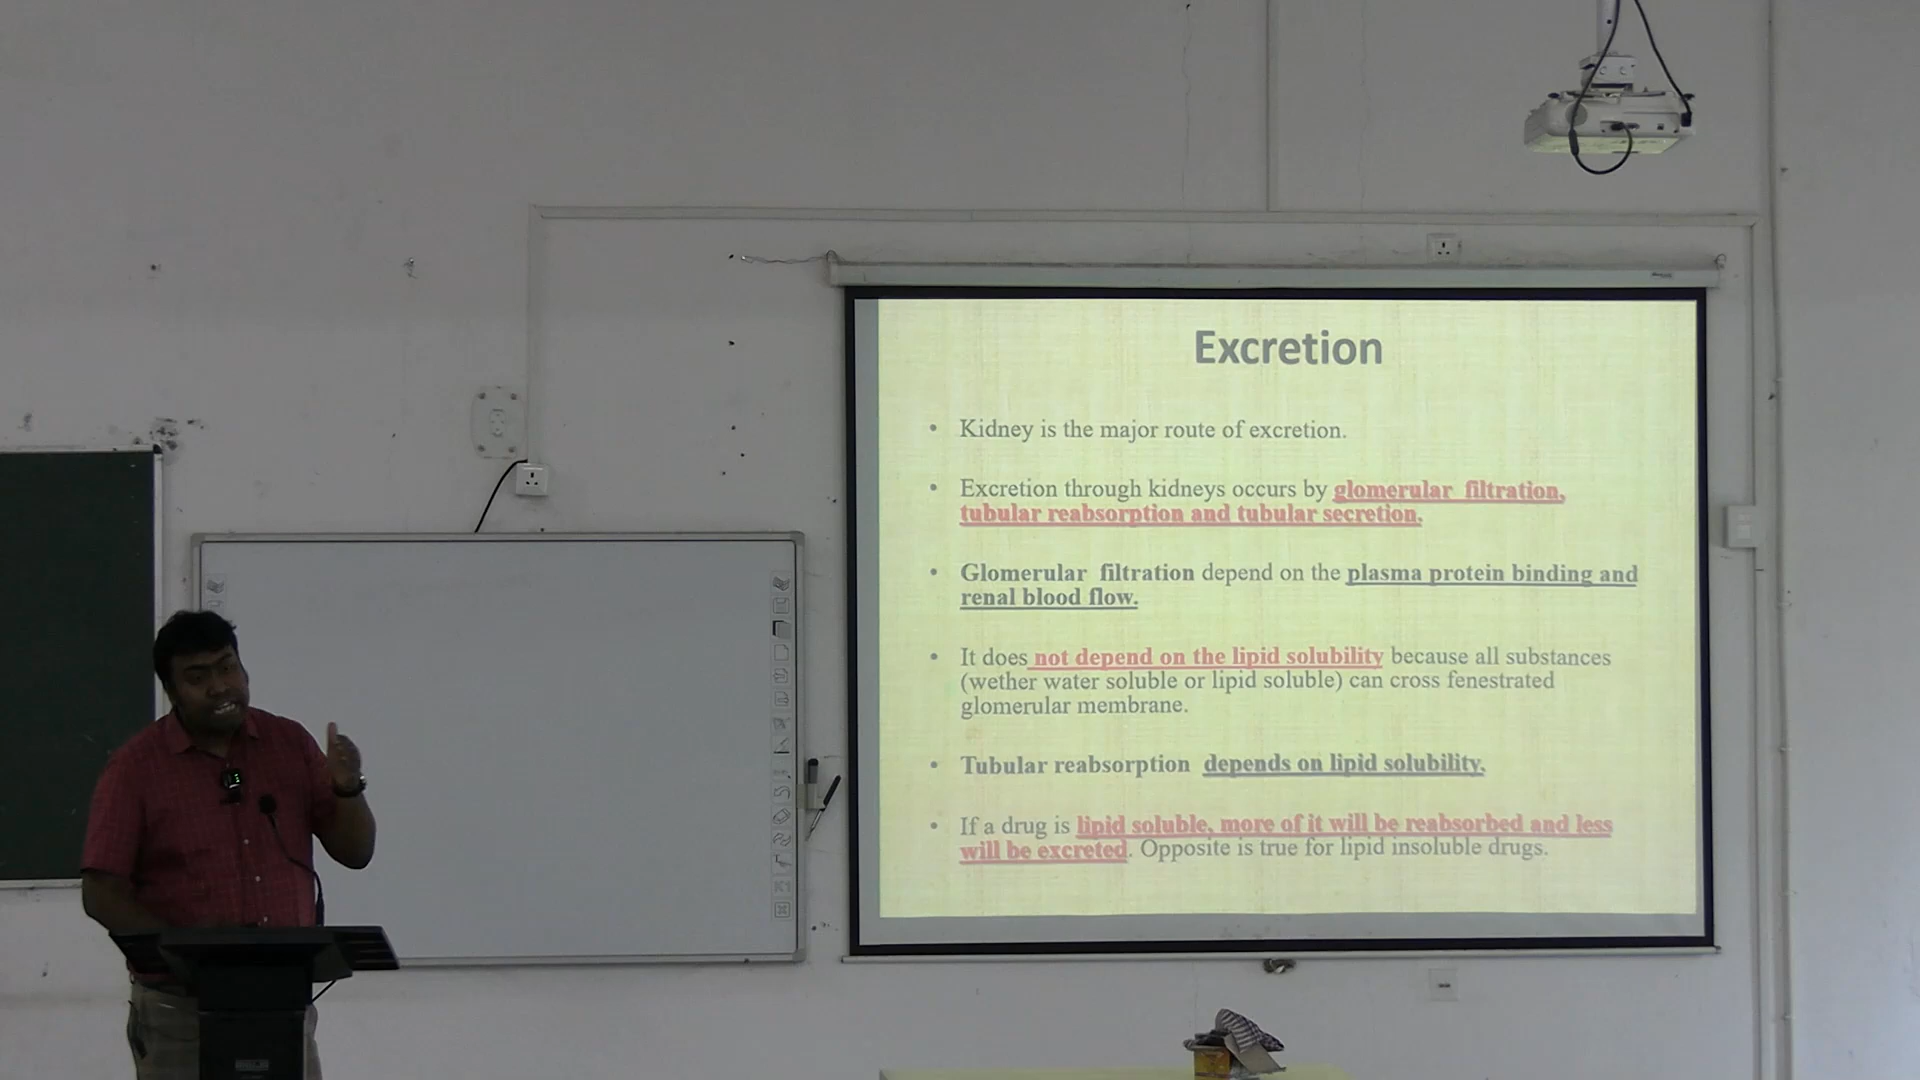 Excretion
• Kidney is the major route of excretion.
• Excretion through kidneys occurs by glomerular filtration,
tubular reabsorption and tubular secretion.
• Glomerular filtration depend on the plasma protein binding and
renal blood flow.
• It does not depend on the lipid solubility because all substances
(wether water soluble or lipid soluble) can cross fenestrated
glomerular membrane.
• Tubular reabsorption depends on lipid solubility.
• If a drug is lipid soluble, more of it will be reabsorbed and less
will be excreted. Opposite is true for lipid insoluble drugs.